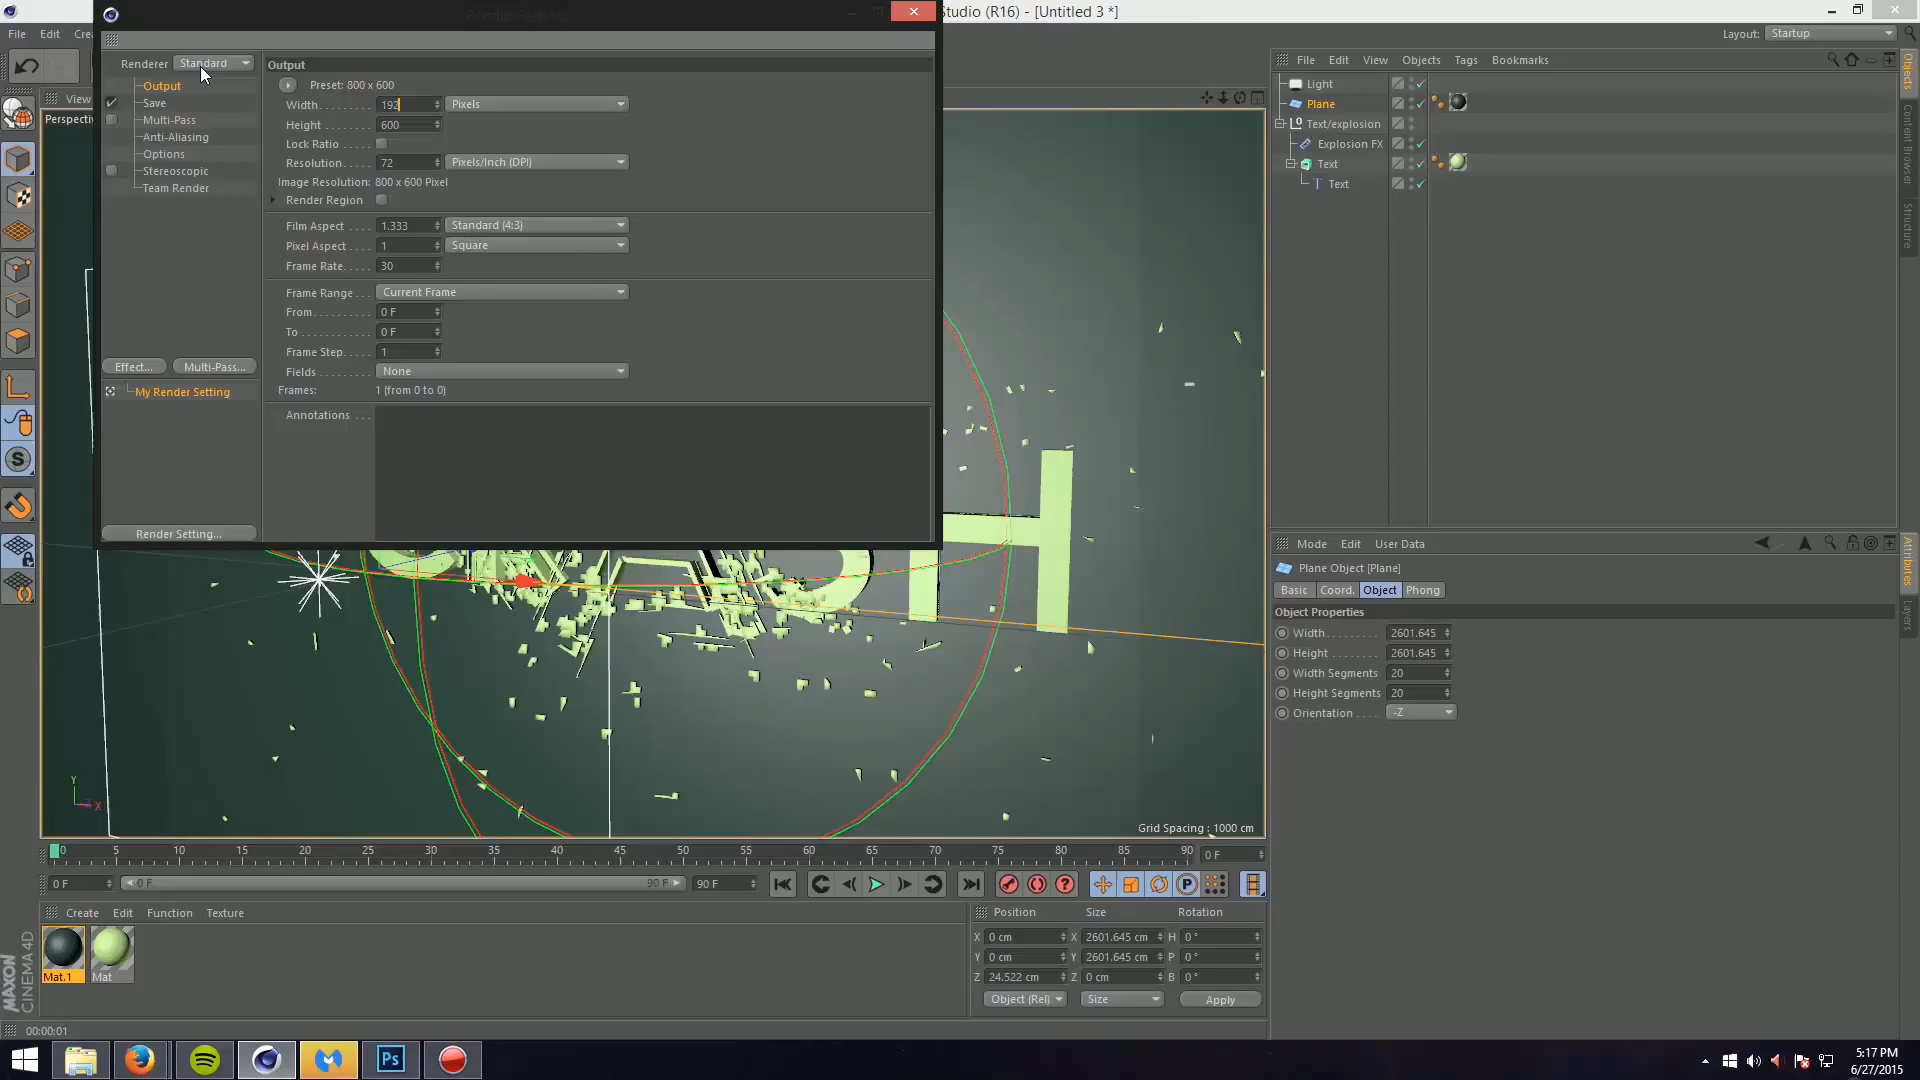 Studio (R16) - [Untitled 3 *]
File Edit Crea
Layout: Startup
Renderer Standard
Output
Save
Multi-Pass
Anti-Aliasing
Options
Stereoscopic
Team Render
Effect... Multi-Pass...
My Render Setting
Render Setting...
Output
Preset: 800 x 600
Width 192 Pixels
Height 600
Lock Ratio
Resolution 72 Pixels/Inch (DPI)
Image Resolution: 800 x 600 Pixel
Render Region
Film Aspect 1.333 Standard (4:3)
Pixel Aspect 1 Square
Frame Rate 30
Frame Range Current Frame
From 0 F
To 0 F
Frame Step 1
Fields None
Frames: 1 (from 0 to 0)
Annotations
View
Perspectiv
Y
X
Grid Spacing : 1000 cm
File Edit View Objects Tags Bookmarks
Light
Plane
Text/explosion
Explosion FX
Text
Text
Objects
Content Browser
Structure
Mode Edit User Data
Plane Object [Plane]
Basic Coord. Object Phong
Object Properties
Width 2601.645
Height 2601.645
Width Segments 20
Height Segments 20
Orientation -Z
Attributes
Layers
0 5 10 15 20 25 30 35 40 45 50 55 60 65 70 75 80 85 90 0 F
0 F 0 F 90 F 90 F
Create Edit Function Texture
Mat.1 Mat
Position Size Rotation
X 0 cm X 2601.645 cm H 0 °
Y 0 cm Y 2601.645 cm P 0 °
Z 24.522 cm Z 0 cm B 0 °
Object (Rel) Size Apply
MAXON
CINEMA 4D
00:00:01
Ps
5:17 PM
6/27/2015